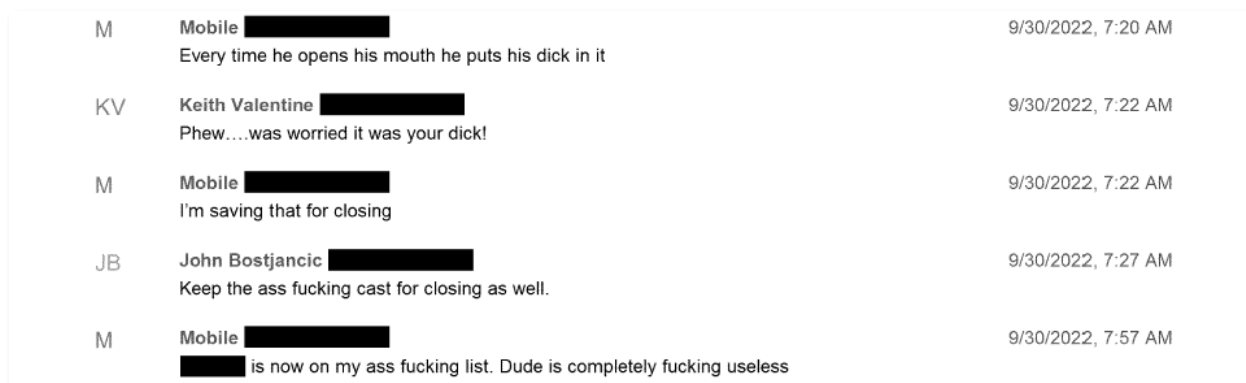 M Mobile 9/30/2022, 7:20 AM
Every time he opens his mouth he puts his dick in it
KV Keith Valentine 9/30/2022, 7:22 AM
Phew….was worried it was your dick!
M Mobile 9/30/2022, 7:22 AM
I'm saving that for closing
JB John Bostjancic 9/30/2022, 7:27 AM
Keep the ass fucking cast for closing as well.
M Mobile 9/30/2022, 7:57 AM
is now on my ass fucking list. Dude is completely fucking useless